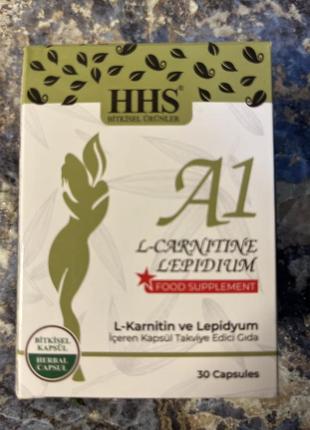 HHS®
BİTKİSEL ÜRÜNLER
A1
L-CARNITINE
LEPIDIUM
FOOD SUPPLEMENT
L-Karnitin ve Lepidyum
İçeren Kapsül Takviye Edici Gıda
BİTKİSEL
KAPSÜL
HERBAL
CAPSUL
30 Capsules